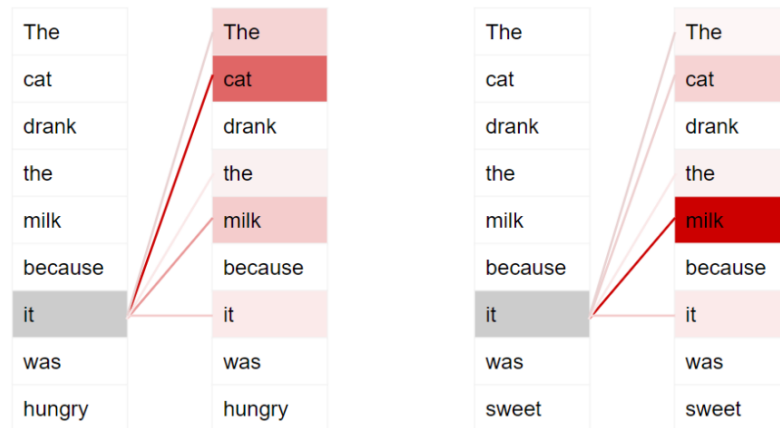 The
cat
drank
the
milk
because
it
was
hungry
The
cat
drank
the
milk
because
it
was
hungry
The
cat
drank
the
milk
because
it
was
sweet
The
cat
drank
the
milk
because
it
was
sweet